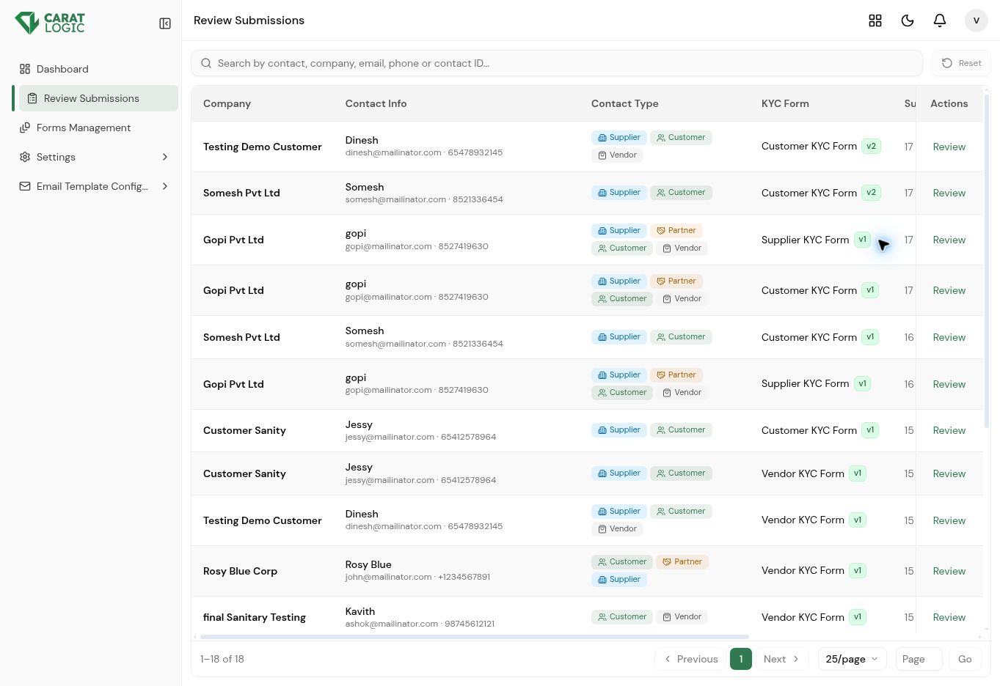 CARAT
LOGIC
Review Submissions
V
Search by contact, company, email, phone or contact ID...
Reset
Dashboard
Review Submissions
Forms Management
Settings
Email Template Config...
Company Contact Info Contact Type KYC Form Su Actions
Testing Demo Customer
Dinesh
dinesh@mailinator.com · 65478932145
Supplier Customer
Vendor
Customer KYC Form v2
17
Review
Somesh Pvt Ltd
Somesh
somesh@mailinator.com · 8521336454
Supplier Customer
Customer KYC Form v2
17
Review
Gopi Pvt Ltd
gopi
gopi@mailinator.com · 8527419630
Supplier Partner
Customer Vendor
Supplier KYC Form v1
17
Review
Gopi Pvt Ltd
gopi
gopi@mailinator.com · 8527419630
Supplier Partner
Customer Vendor
Customer KYC Form v1
17
Review
Somesh Pvt Ltd
Somesh
somesh@mailinator.com · 8521336454
Supplier Customer
Customer KYC Form v1
16
Review
Gopi Pvt Ltd
gopi
gopi@mailinator.com · 8527419630
Supplier Partner
Customer Vendor
Supplier KYC Form v1
16
Review
Customer Sanity
Jessy
jessy@mailinator.com · 65412578964
Supplier Customer
Customer KYC Form v1
15
Review
Customer Sanity
Jessy
jessy@mailinator.com · 65412578964
Supplier Customer
Vendor KYC Form v1
15
Review
Testing Demo Customer
Dinesh
dinesh@mailinator.com · 65478932145
Supplier Customer
Vendor
Vendor KYC Form v1
15
Review
Rosy Blue Corp
Rosy Blue
john@mailinator.com · +1234567891
Customer Partner
Supplier
Vendor KYC Form v1
15
Review
final Sanitary Testing
Kavith
ashok@mailinator.com · 98745612121
Customer Vendor
Vendor KYC Form v1
15
Review
1–18 of 18
Previous 1 Next 25/page Page Go